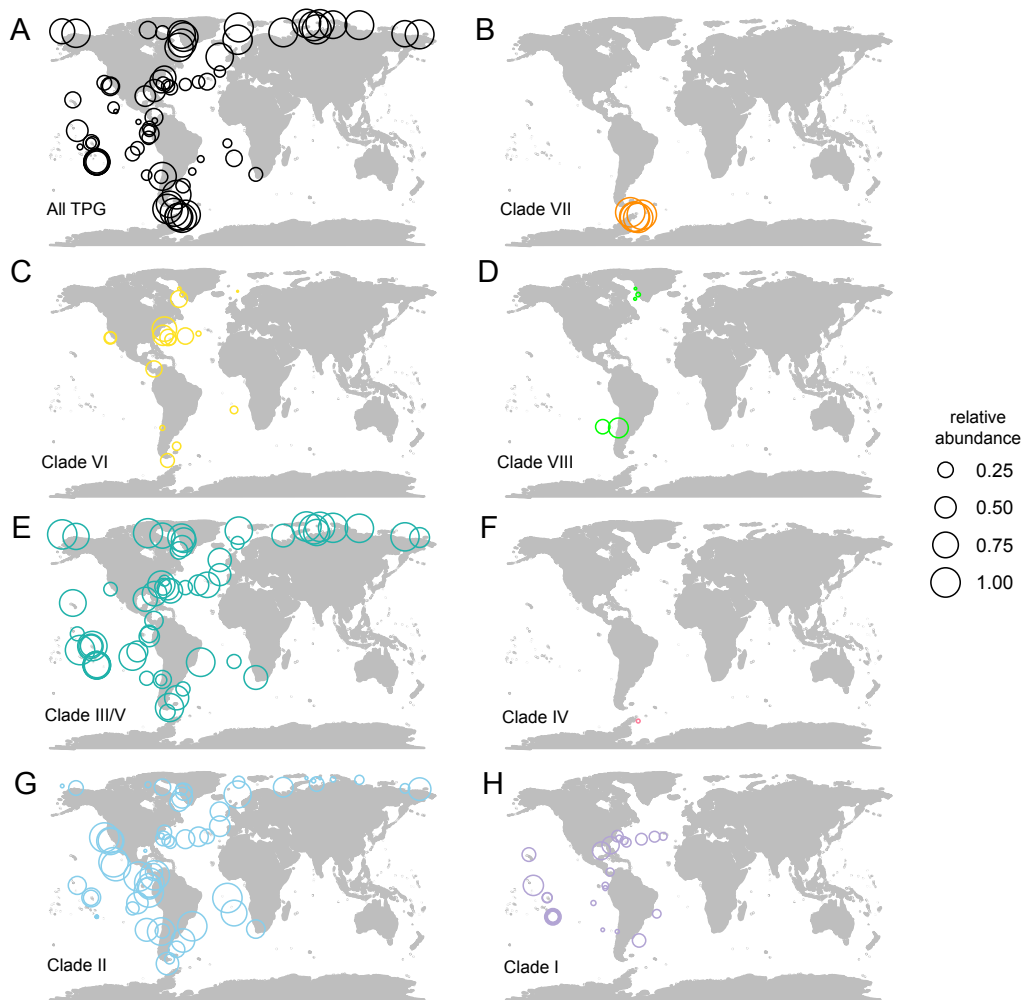 A
All TPG
B
Clade VII
C
Clade VI
D
Clade VIII
relative
abundance
0.25
0.50
0.75
1.00
E
Clade III/V
F
Clade IV
G
Clade II
H
Clade I